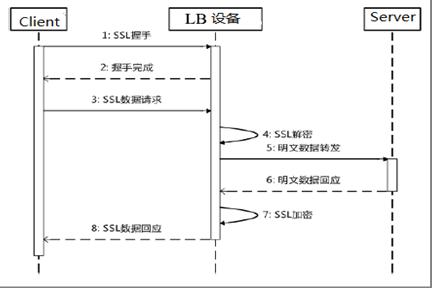 Client
LB 设备
Server
1: SSL握手
2: 握手完成
3: SSL数据请求
4: SSL解密
5: 明文数据转发
6: 明文数据回应
7: SSL加密
8: SSL数据回应